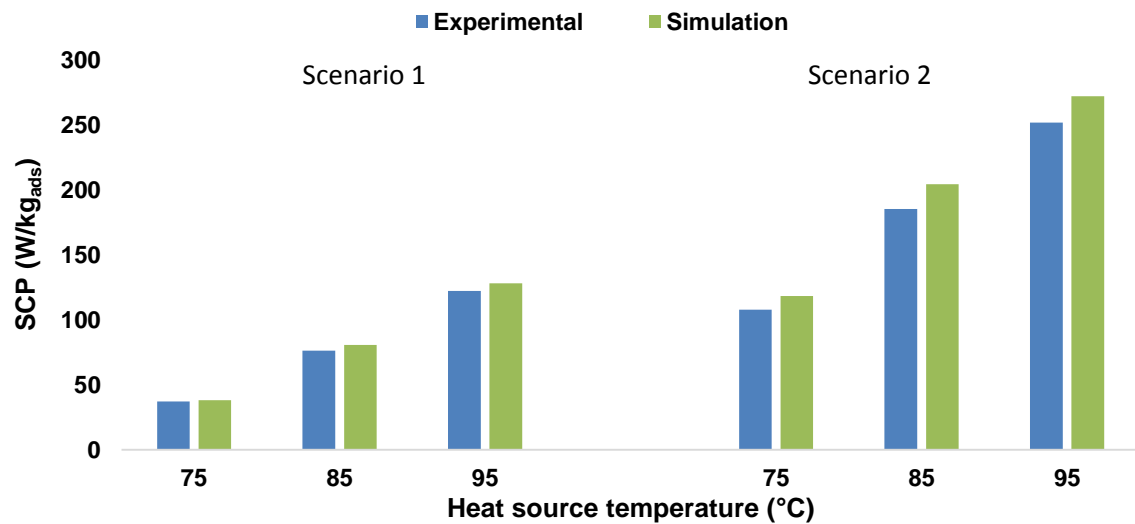 Experimental Simulation
Scenario 1 Scenario 2
300
250
200
150
100
50
0
SCP (W/kgads)
75 85 95 75 85 95
Heat source temperature (°C)